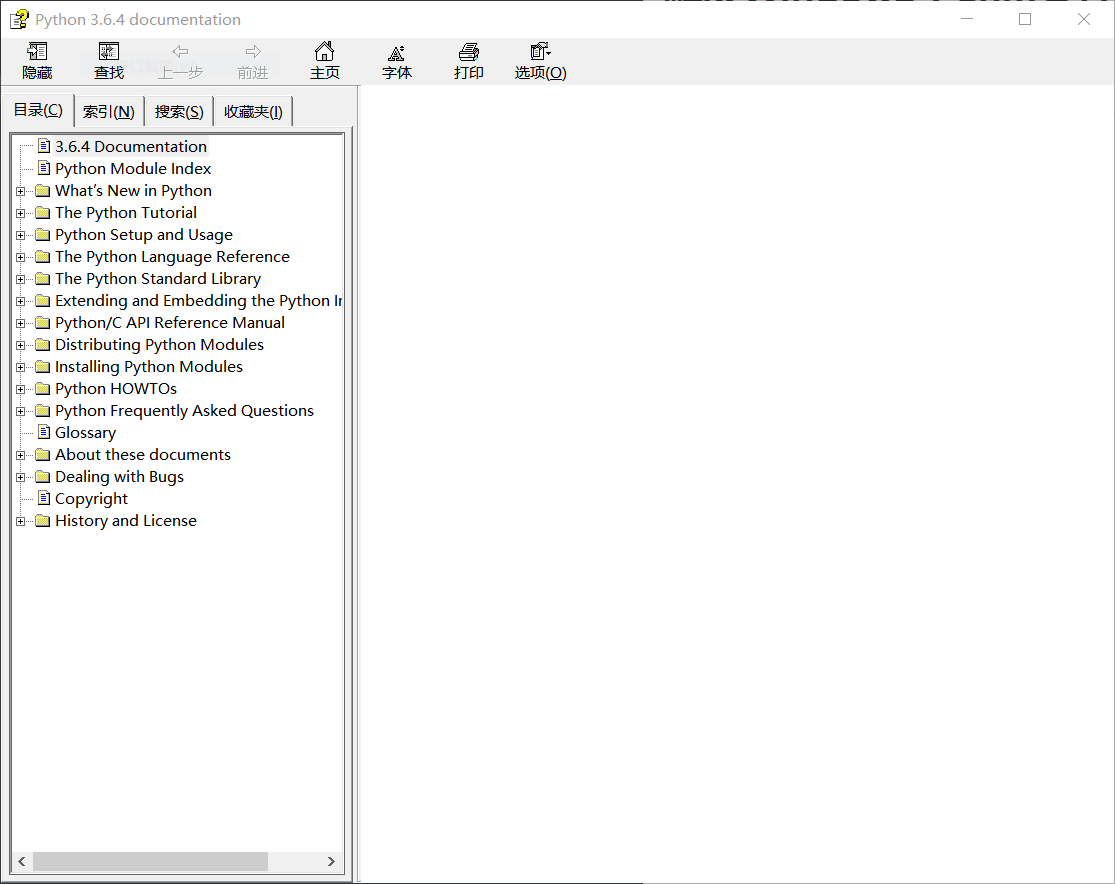 Python 3.6.4 documentation
隐藏 查找 上一步 前进 主页 字体 打印 选项(O)
目录(C) 索引(N) 搜索(S) 收藏夹(I)
3.6.4 Documentation
Python Module Index
What's New in Python
The Python Tutorial
Python Setup and Usage
The Python Language Reference
The Python Standard Library
Extending and Embedding the Python
Python/C API Reference Manual
Distributing Python Modules
Installing Python Modules
Python HOWTOs
Python Frequently Asked Questions
Glossary
About these documents
Dealing with Bugs
Copyright
History and License